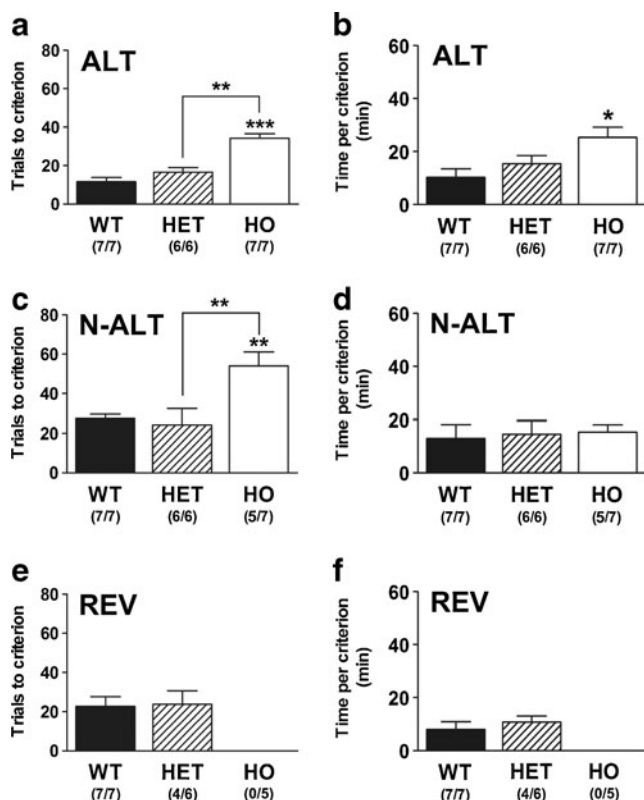 a
ALT
Trials to criterion
80
60
40
20
0
**
***
WT
HET
HO
(7/7)
(6/6)
(7/7)
b
ALT
Time per criterion
(min)
60
40
20
0
*
WT
HET
HO
(7/7)
(6/6)
(7/7)
c
N-ALT
Trials to criterion
80
60
40
20
0
**
**
WT
HET
HO
(7/7)
(6/6)
(5/7)
d
N-ALT
Time per criterion
(min)
60
40
20
0
WT
HET
HO
(7/7)
(6/6)
(5/7)
e
REV
Trials to criterion
80
60
40
20
0
WT
HET
HO
(7/7)
(4/6)
(0/5)
f
REV
Time per criterion
(min)
60
40
20
0
WT
HET
HO
(7/7)
(4/6)
(0/5)